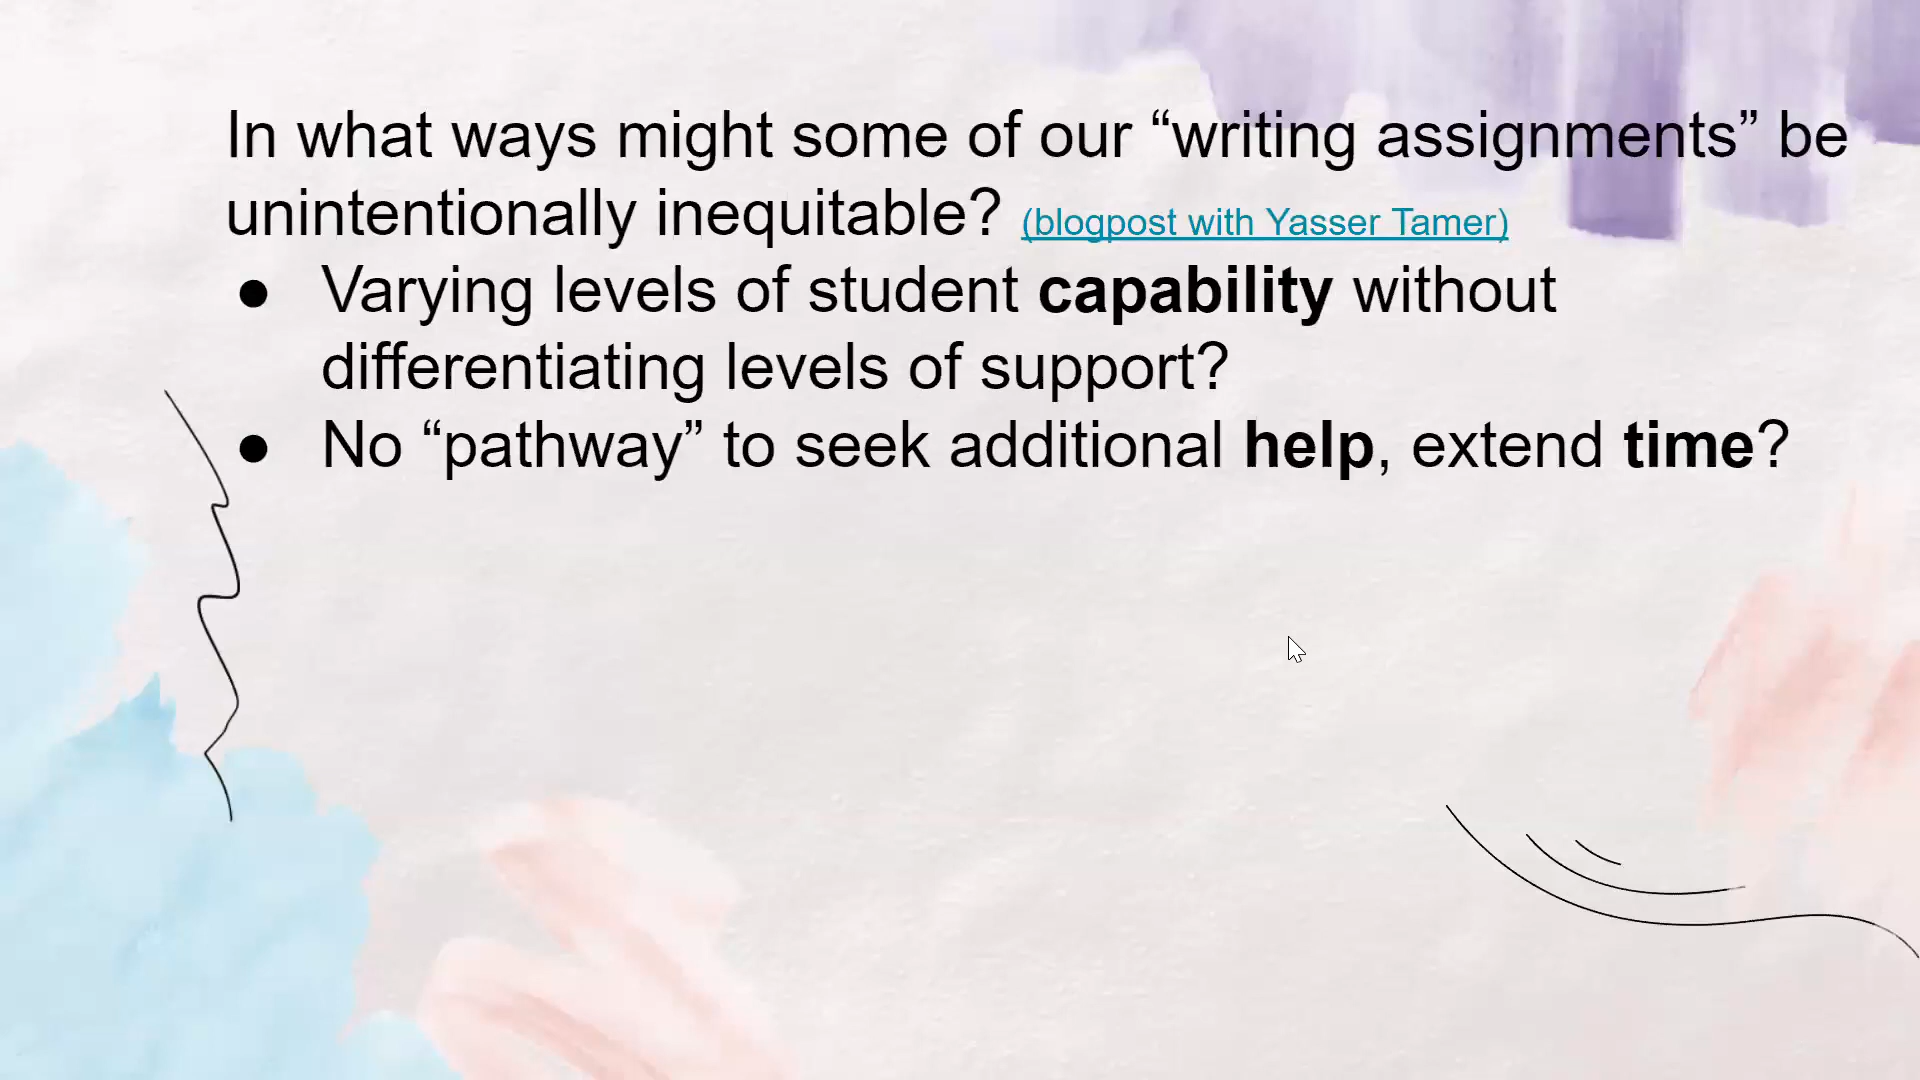 In what ways might some of our “writing assignments” be
unintentionally inequitable? (blogpost with Yasser Tamer)
● Varying levels of student capability without
differentiating levels of support?
● No “pathway” to seek additional help, extend time?